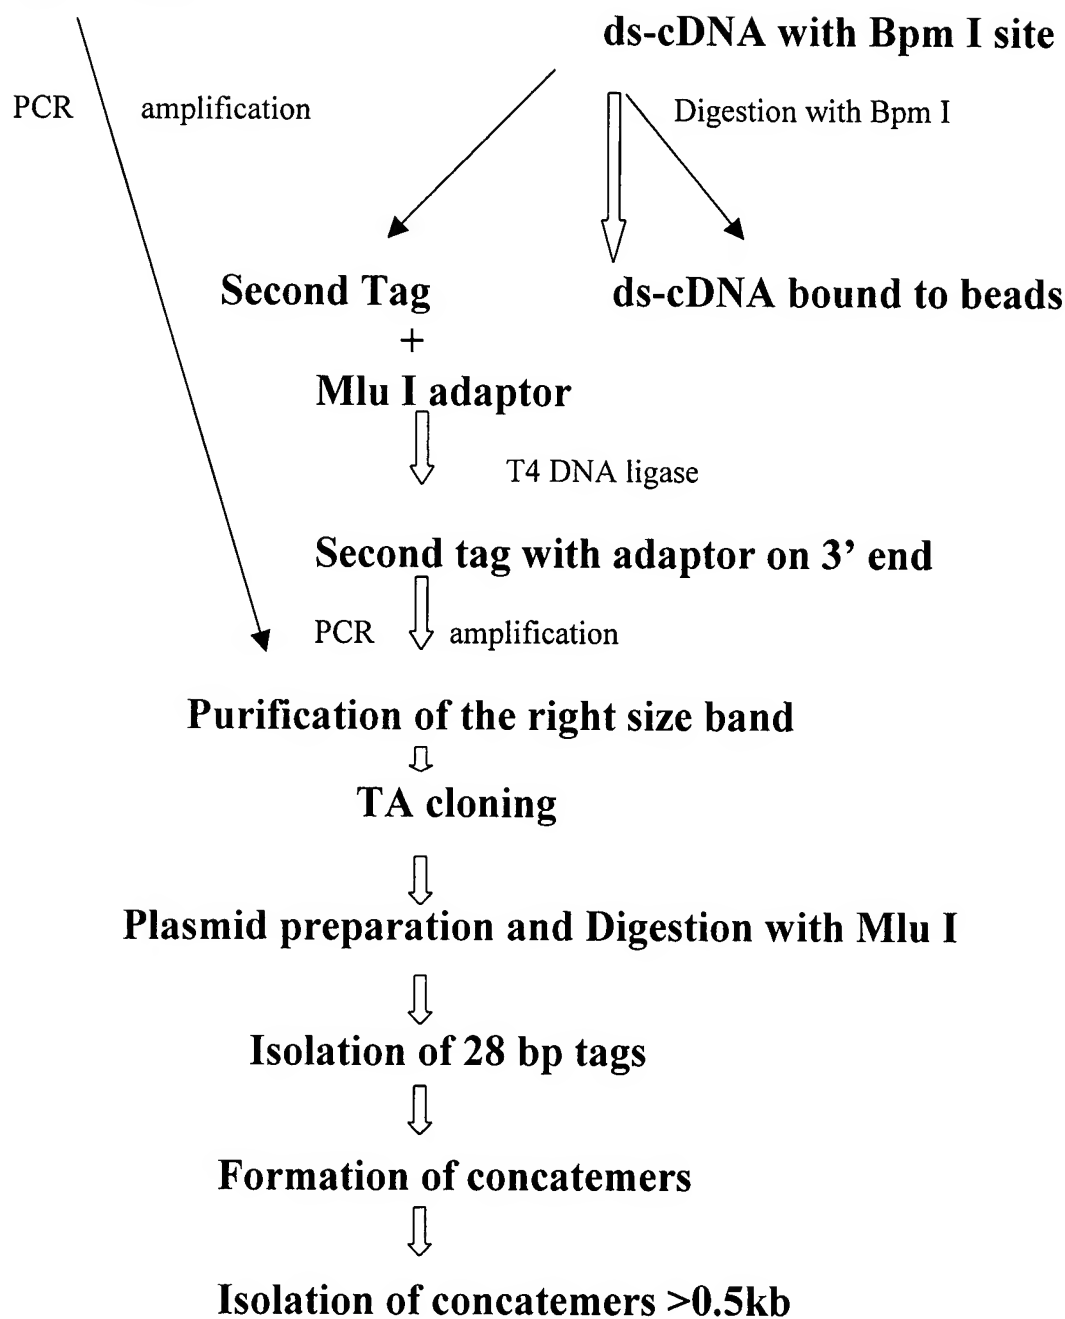 ds-cDNA with Bpm I site
PCR amplification
Digestion with Bpm I
Second Tag
ds-cDNA bound to beads
+
Mlu I adaptor
T4 DNA ligase
Second tag with adaptor on 3’ end
PCR amplification
Purification of the right size band
TA cloning
Plasmid preparation and Digestion with Mlu I
Isolation of 28 bp tags
Formation of concatemers
Isolation of concatemers >0.5kb